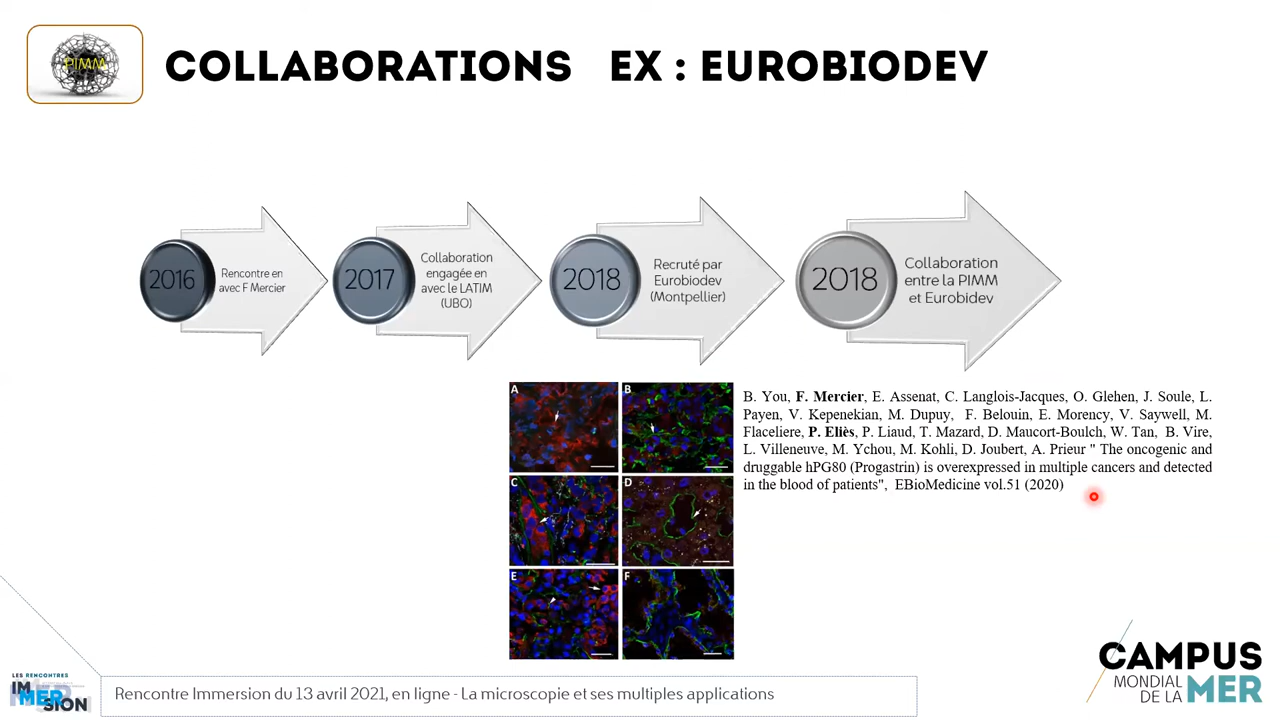 PIMM
COLLABORATIONS EX : EUROBIODEV
2016
Rencontre en
avec F Mercier
2017
Collaboration
engagée en
avec le LATIM
(UBO)
2018
Recruté par
Eurobiodev
(Montpellier)
2018
Collaboration
entre la PIMM
et Eurobidev
A
B
C
D
E
F
B. You, F. Mercier, E. Assenat, C. Langlois-Jacques, O. Glehen, J. Soule, L.
Payen, V. Kepenekian, M. Dupuy, F. Belouin, E. Morency, V. Saywell, M.
Flaceliere, P. Eliès, P. Liaud, T. Mazard, D. Maucort-Boulch, W. Tan, B. Vire,
L. Villeneuve, M. Ychou, M. Kohli, D. Joubert, A. Prieur " The oncogenic and
druggable hPG80 (Progastrin) is overexpressed in multiple cancers and detected
in the blood of patients", EBioMedicine vol.51 (2020)
LES RENCONTRES
IM
MER
SION
Rencontre Immersion du 13 avril 2021, en ligne - La microscopie et ses multiples applications
CAMPUS
MONDIAL
DE LA MER